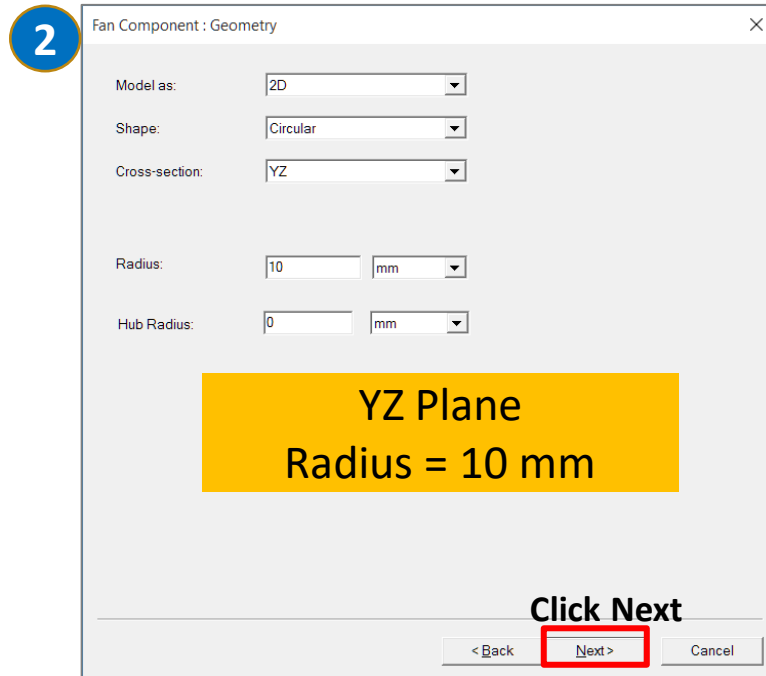 2
Fan Component : Geometry
Model as: 2D
Shape: Circular
Cross-section: YZ
Radius: 10 mm
Hub Radius: 0 mm
YZ Plane
Radius = 10 mm
Click Next
< Back Next > Cancel